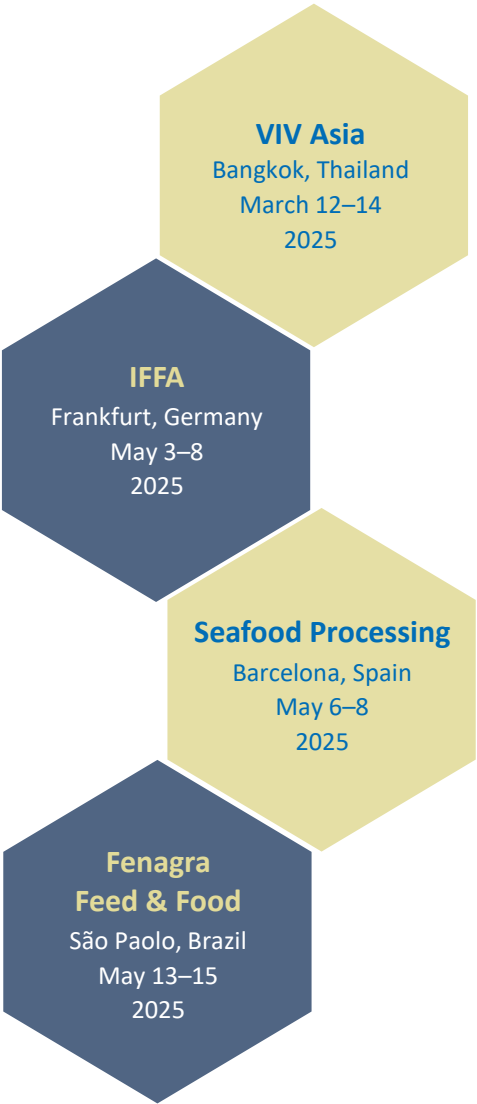 VIV Asia
Bangkok, Thailand
March 12–14
2025
IFFA
Frankfurt, Germany
May 3–8
2025
Seafood Processing
Barcelona, Spain
May 6–8
2025
Fenagra
Feed & Food
São Paolo, Brazil
May 13–15
2025